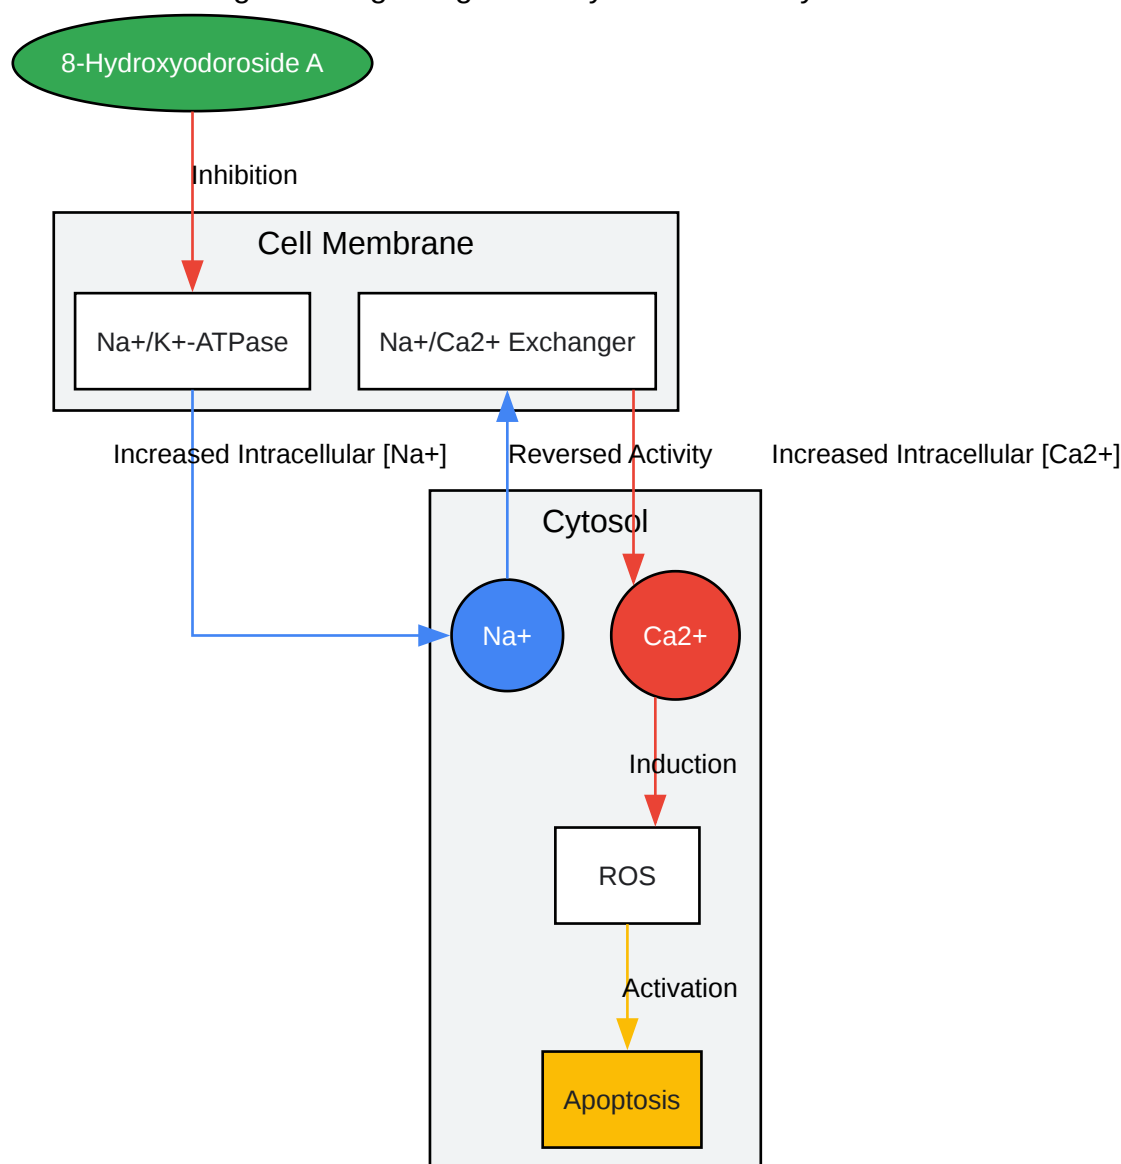 8-Hydroxyodoroside A
Inhibition
Cell Membrane
Na+/K+-ATPase
Na+/Ca2+ Exchanger
Increased Intracellular [Na+]
Reversed Activity
Increased Intracellular [Ca2+]
Cytosol
Na+
Ca2+
Induction
ROS
Activation
Apoptosis